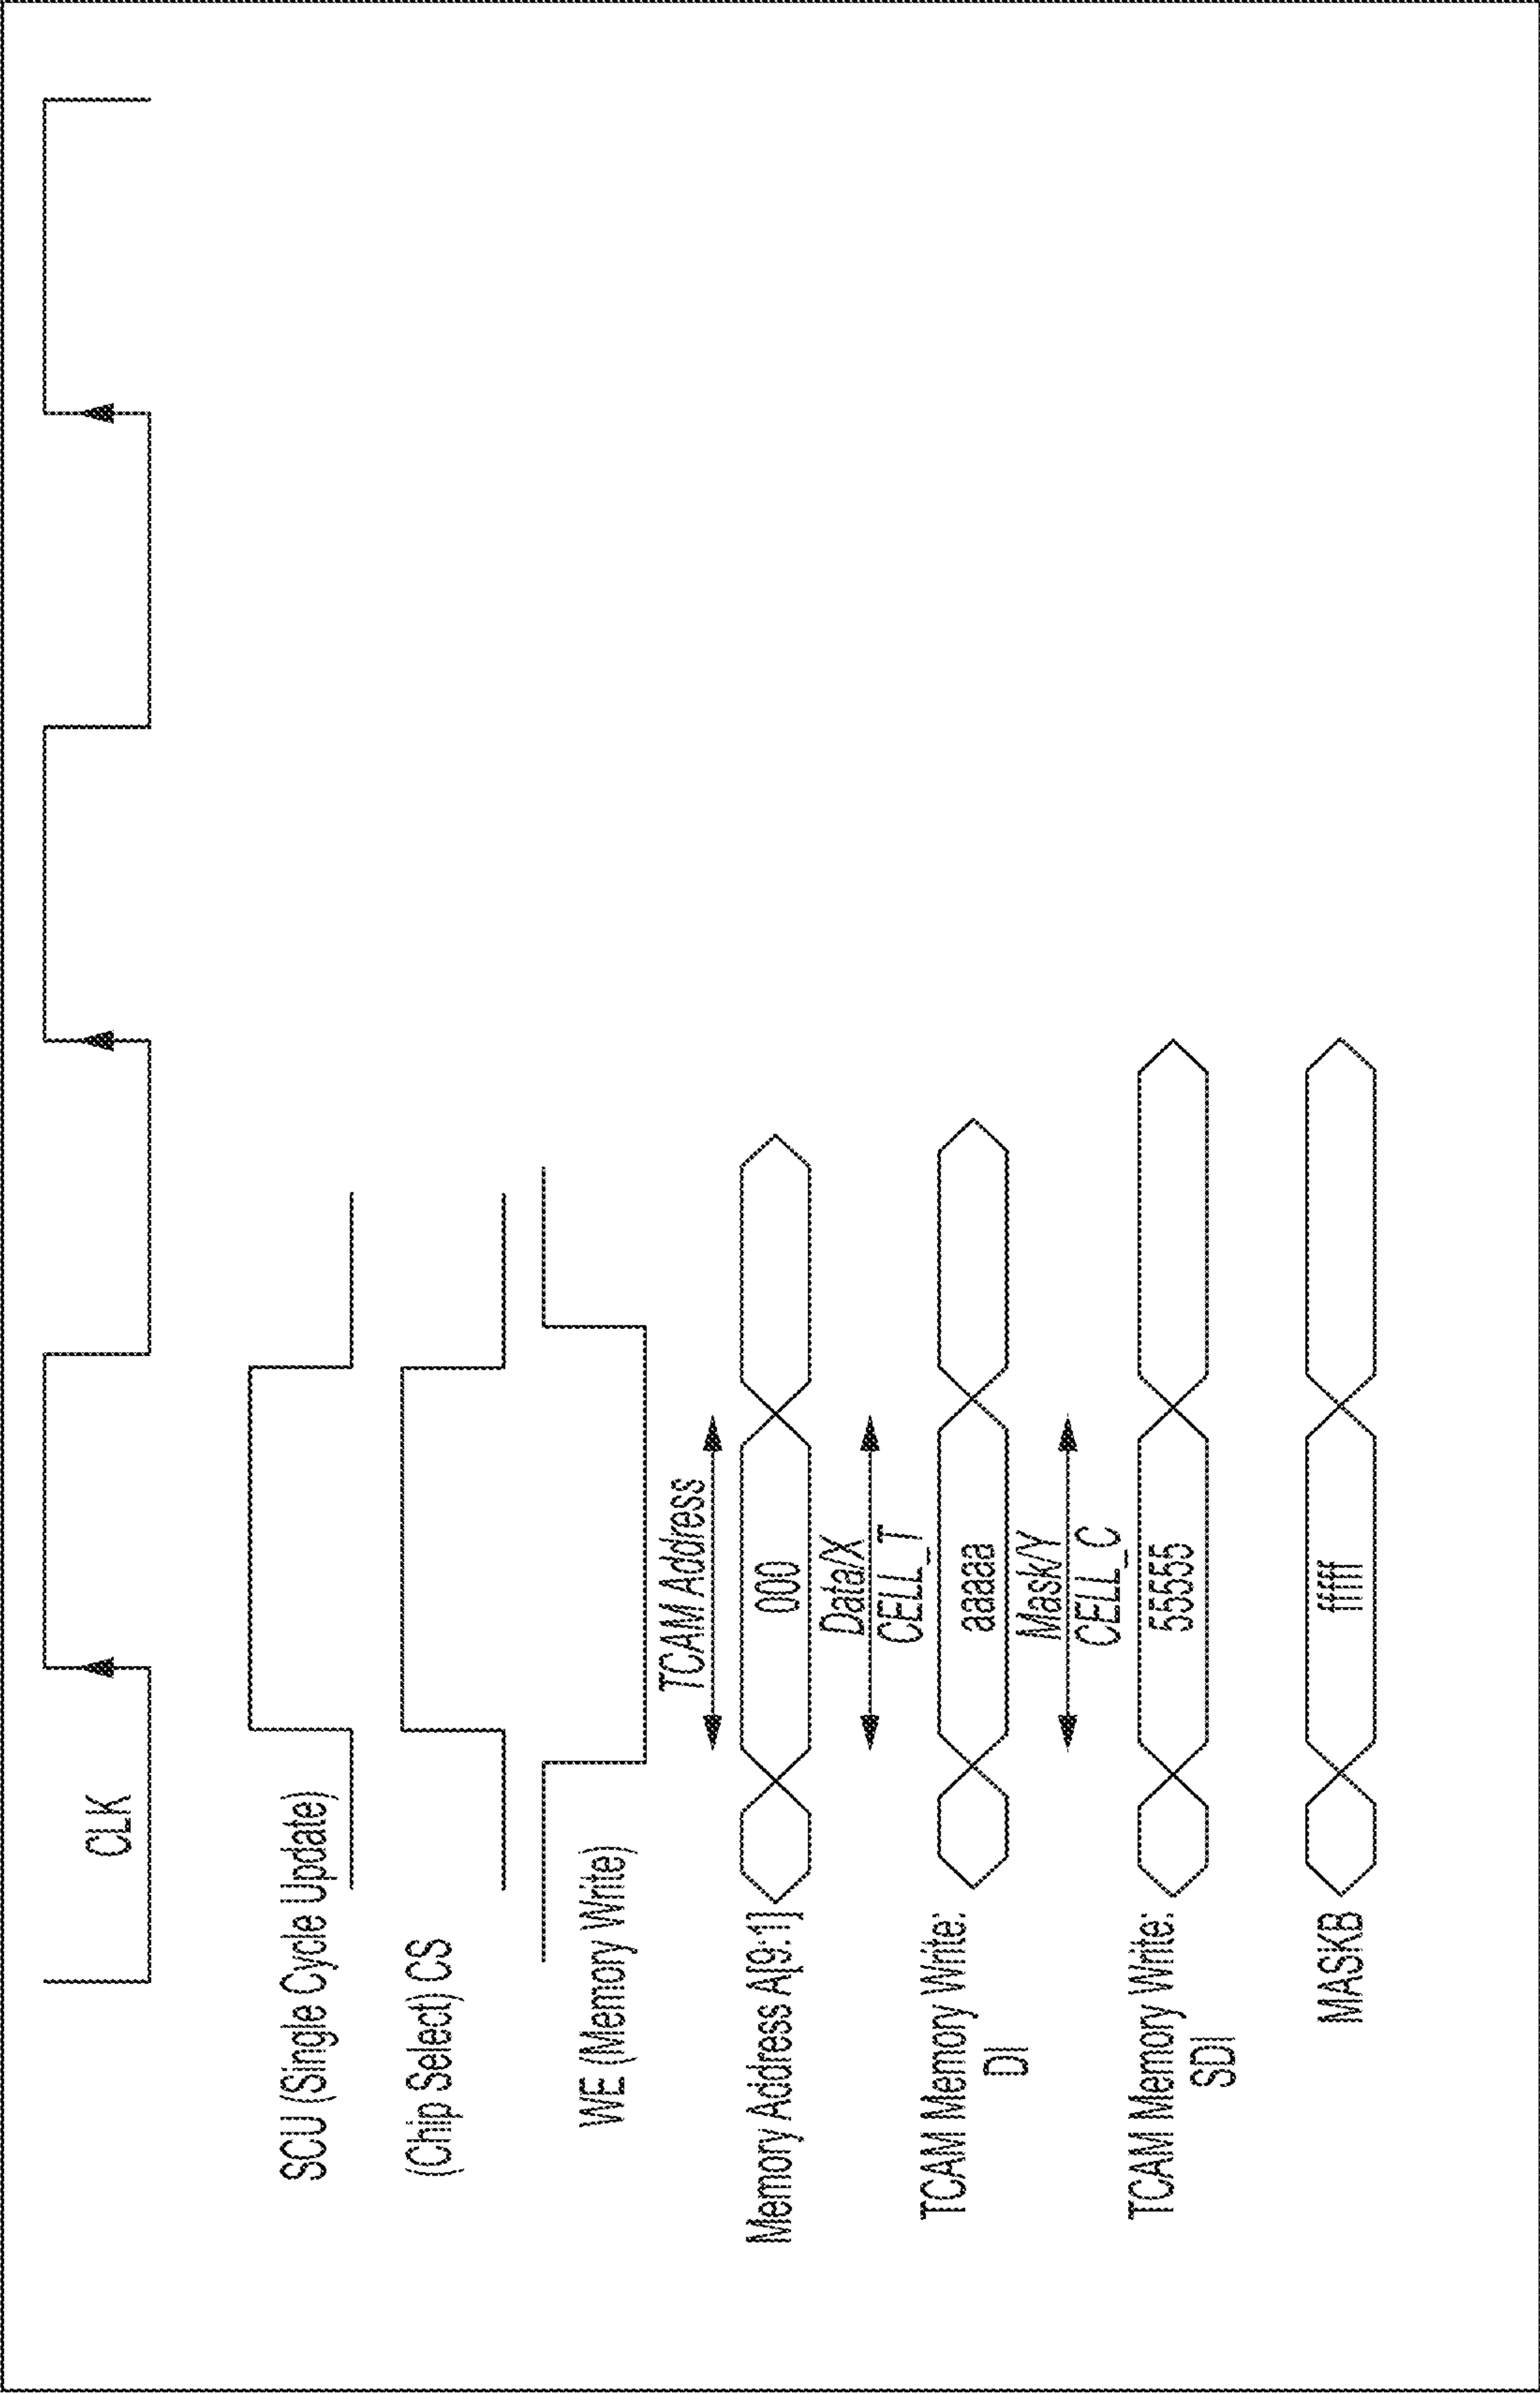 CLK
SCU (Single Cycle Update)
(Chip Select) CS
WE (Memory Write)
TCAM Address
Memory Address A[9:1]
000
Data/X
CELL_T
TCAM Memory Write:
DI
aaaaa
Mask/Y
CELL_C
TCAM Memory Write:
SDI
55555
MASKB
fffff